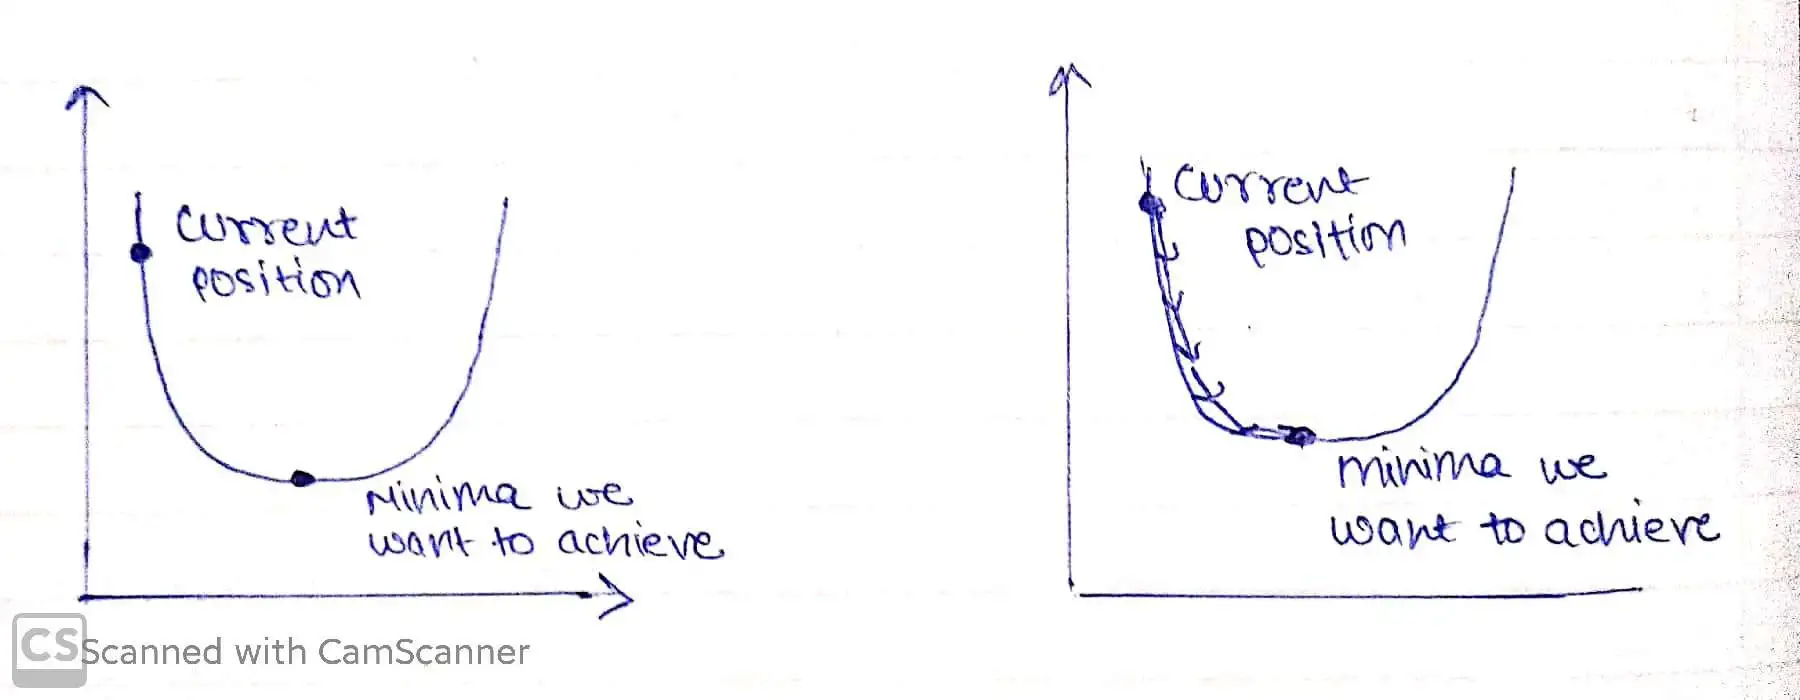 Current
position
Minima we
want to achieve
Current
position
minima we
want to achieve
CS Scanned with CamScanner